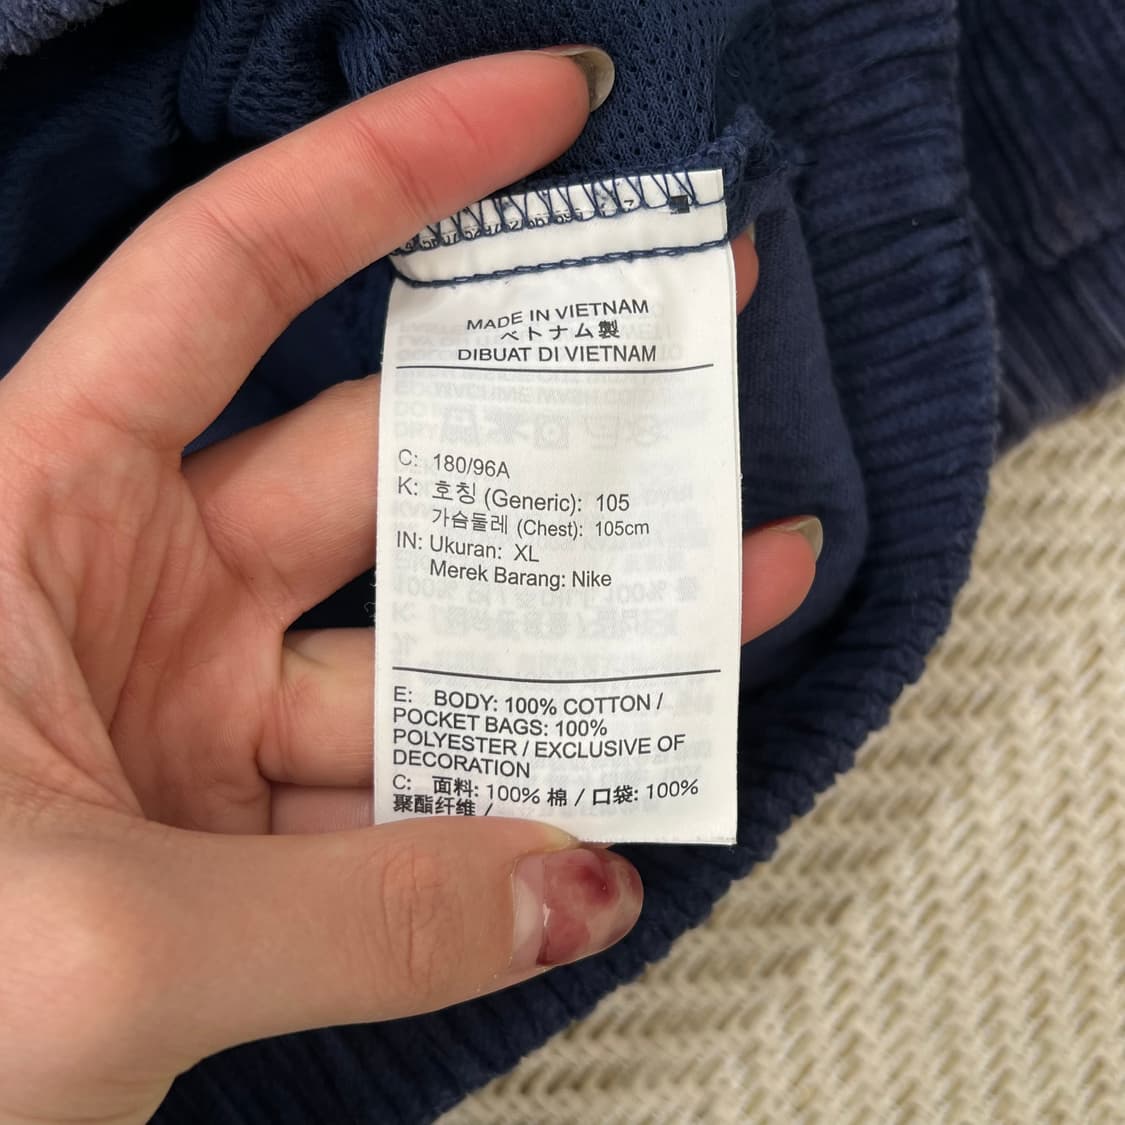 MADE IN VIETNAM
ベトナム製
DIBUAT DI VIETNAM
C: 180/96A
K: 호칭 (Generic): 105
가슴둘레 (Chest): 105cm
IN: Ukuran: XL
Merek Barang: Nike
E: BODY: 100% COTTON /
POCKET BAGS: 100%
POLYESTER / EXCLUSIVE OF
DECORATION
C: 面料: 100% 棉 / 口袋: 100%
聚酯纤维 /